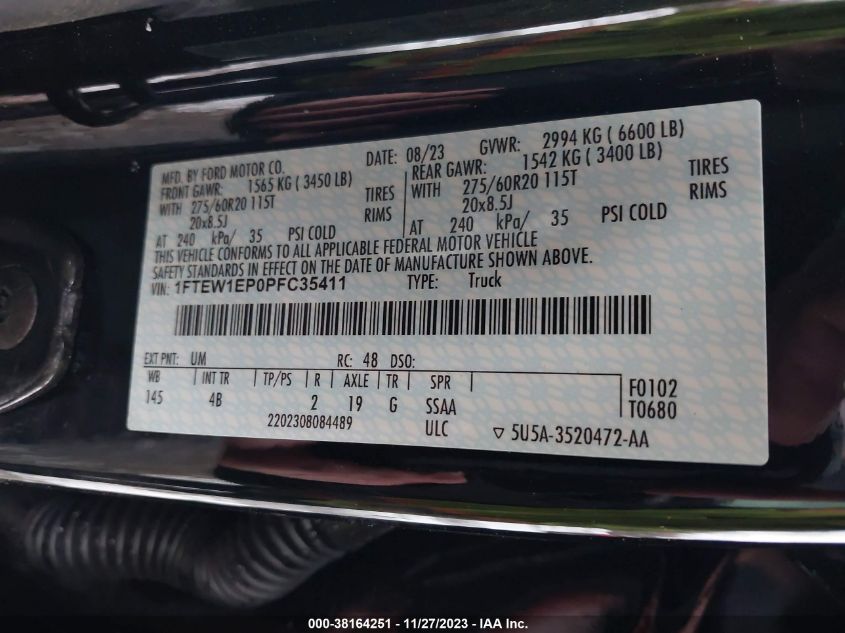 MFD. BY FORD MOTOR CO. DATE: 08/23 GVWR: 2994 KG ( 6600 LB)
FRONT GAWR: 1565 KG ( 3450 LB) REAR GAWR: 1542 KG ( 3400 LB)
WITH 275/60R20 115T TIRES WITH 275/60R20 115T TIRES
20x8.5J RIMS 20x8.5J RIMS
AT 240 kPa/ 35 PSI COLD AT 240 kPa/ 35 PSI COLD
THIS VEHICLE CONFORMS TO ALL APPLICABLE FEDERAL MOTOR VEHICLE
SAFETY STANDARDS IN EFFECT ON THE DATE OF MANUFACTURE SHOWN ABOVE.
VIN: 1FTEW1EP0PFC35411 TYPE: Truck
EXT PNT: UM RC: 48 DSO:
WB INT TR TP/PS R AXLE TR SPR F0102
145 4B 2 19 G SSAA T0680
2202308084489 ULC 5U5A-3520472-AA
000-38164251 - 11/27/2023 - IAA Inc.